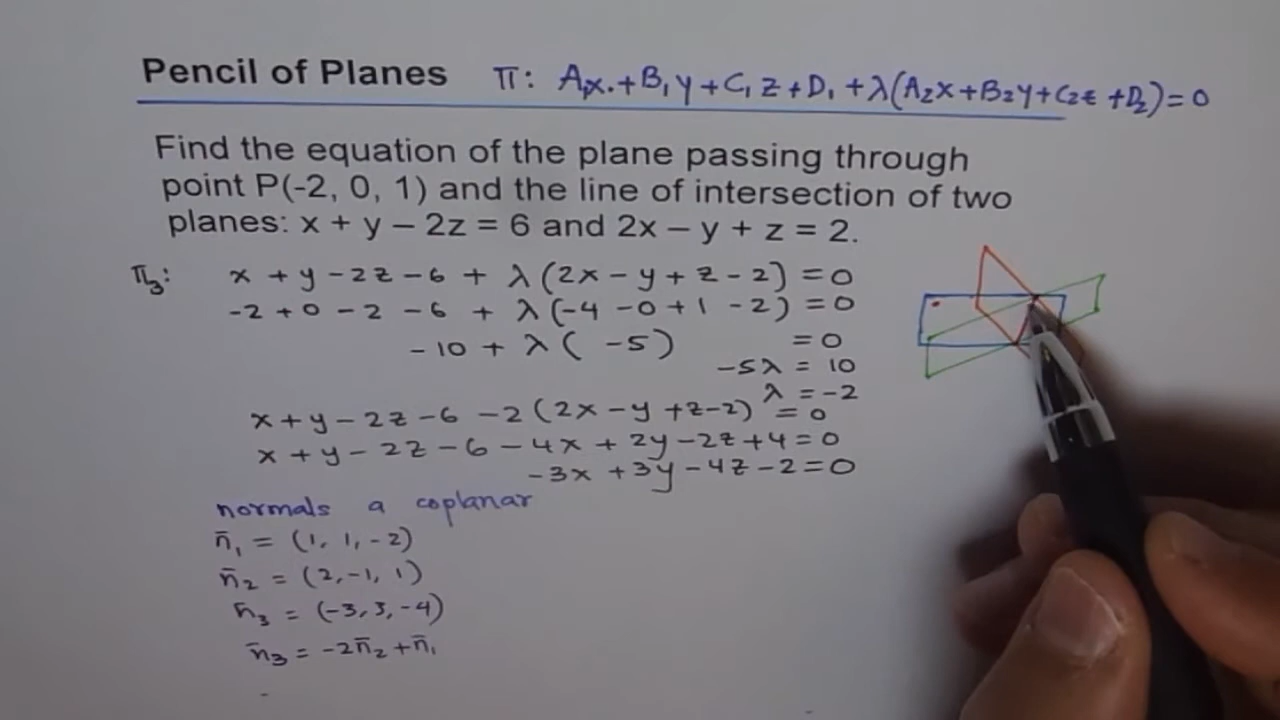 Pencil of Planes π: A₁x + B₁y + C₁z + D₁ + λ(A₂x + B₂y + C₂z + D₂) = 0
Find the equation of the plane passing through
point P(-2, 0, 1) and the line of intersection of two
planes: x + y – 2z = 6 and 2x – y + z = 2.
π₃: x + y - 2z - 6 + λ(2x - y + z - 2) = 0
-2 + 0 - 2 - 6 + λ(-4 - 0 + 1 - 2) = 0
-10 + λ( -5) = 0
-5λ = 10
λ = -2
x + y - 2z - 6 - 2(2x - y + z - 2) = 0
x + y - 2z - 6 - 4x + 2y - 2z + 4 = 0
-3x + 3y - 4z - 2 = 0
normals a coplanar
n̄₁ = (1, 1, -2)
n̄₂ = (2, -1, 1)
n̄₃ = (-3, 3, -4)
n̄₃ = -2n̄₂ + n̄₁